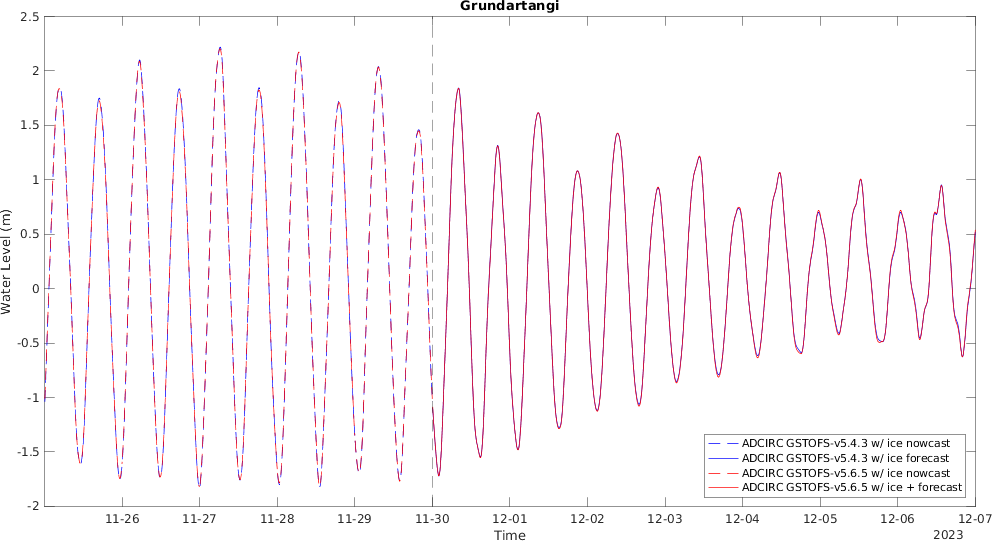 Grundartangi
2.5
2
1.5
1
0.5
0
-0.5
-1
-1.5
-2
Water Level (m)
11-26 11-27 11-28 11-29 11-30 12-01 12-02 12-03 12-04 12-05 12-06 12-07
Time
2023
ADCIRC GSTOFS-v5.4.3 w/ ice nowcast
ADCIRC GSTOFS-v5.4.3 w/ ice forecast
ADCIRC GSTOFS-v5.6.5 w/ ice nowcast
ADCIRC GSTOFS-v5.6.5 w/ ice + forecast